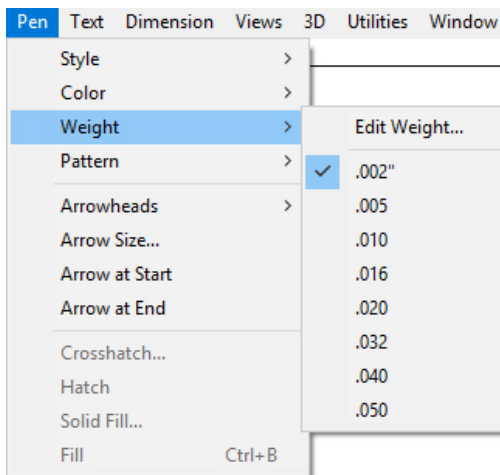 Pen Text Dimension Views 3D Utilities Window
Style >
Color >
Weight >
Pattern >
Arrowheads >
Arrow Size...
Arrow at Start
Arrow at End
Crosshatch...
Hatch
Solid Fill...
Fill Ctrl+B
Edit Weight...
✓ .002"
.005
.010
.016
.020
.032
.040
.050